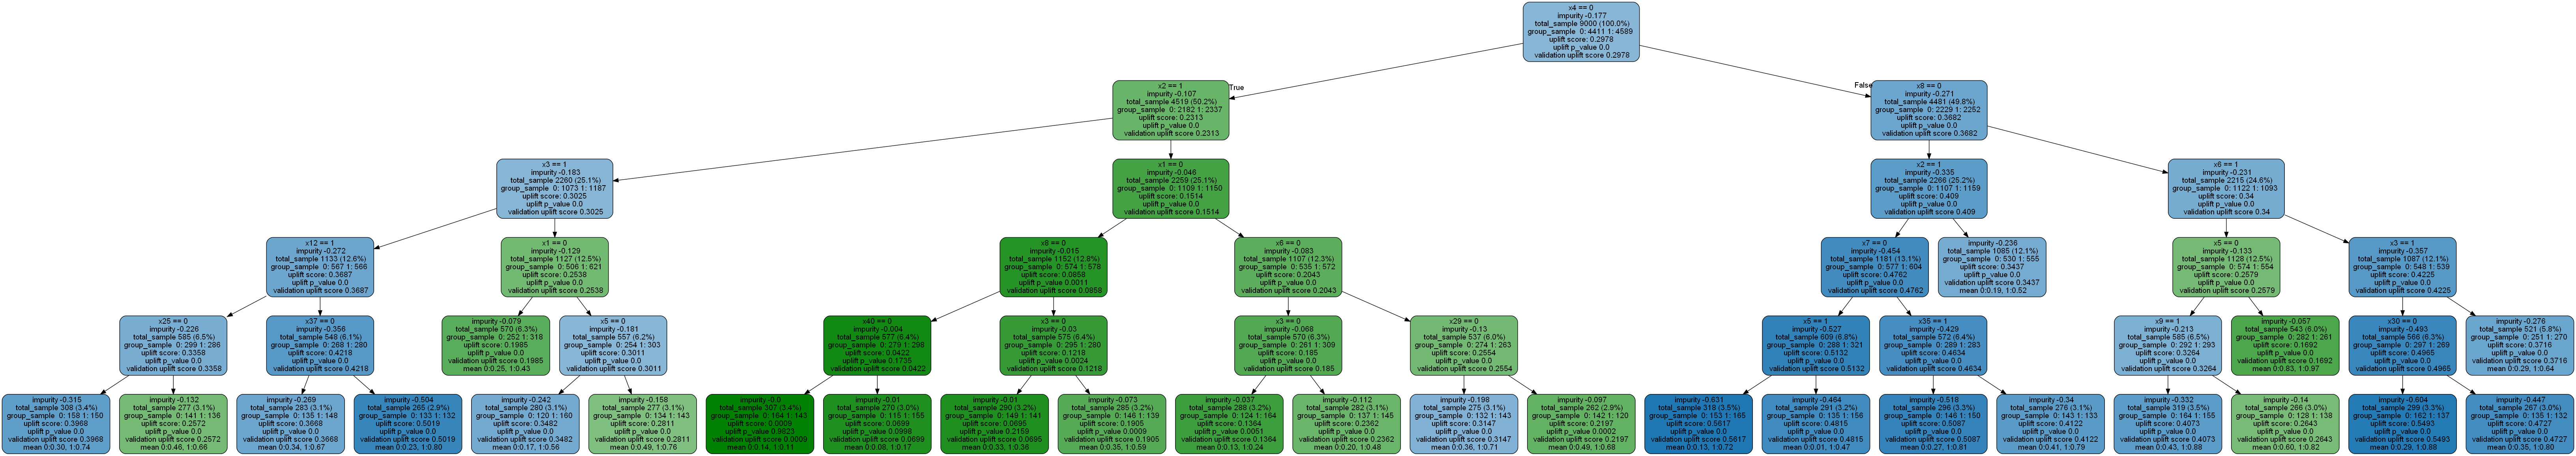 x4 == 0
impurity -0.177
total_sample 9000 (100.0%)
group_sample 0: 4411 1: 4589
uplift score: 0.2978
uplift p_value 0.0
validation uplift score 0.2978
True
False
x2 == 1
impurity -0.107
total_sample 4519 (50.2%)
group_sample 0: 2182 1: 2337
uplift score: 0.2313
uplift p_value 0.0
validation uplift score 0.2313
x8 == 0
impurity -0.271
total_sample 4481 (49.8%)
group_sample 0: 2229 1: 2252
uplift score: 0.3682
uplift p_value 0.0
validation uplift score 0.3682
x3 == 1
impurity -0.183
total_sample 2260 (25.1%)
group_sample 0: 1073 1: 1187
uplift score: 0.3025
uplift p_value 0.0
validation uplift score 0.3025
x1 == 0
impurity -0.046
total_sample 2259 (25.1%)
group_sample 0: 1109 1: 1150
uplift score: 0.1514
uplift p_value 0.0
validation uplift score 0.1514
x2 == 1
impurity -0.335
total_sample 2266 (25.2%)
group_sample 0: 1107 1: 1159
uplift score: 0.409
uplift p_value 0.0
validation uplift score 0.409
x6 == 1
impurity -0.231
total_sample 2215 (24.6%)
group_sample 0: 1122 1: 1093
uplift score: 0.34
uplift p_value 0.0
validation uplift score 0.34
x12 == 1
impurity -0.272
total_sample 1133 (12.6%)
group_sample 0: 567 1: 566
uplift score: 0.3687
uplift p_value 0.0
validation uplift score 0.3687
x1 == 0
impurity -0.129
total_sample 1127 (12.5%)
group_sample 0: 506 1: 621
uplift score: 0.2538
uplift p_value 0.0
validation uplift score 0.2538
x8 == 0
impurity -0.015
total_sample 1152 (12.8%)
group_sample 0: 574 1: 578
uplift score: 0.0858
uplift p_value 0.0011
validation uplift score 0.0858
x6 == 0
impurity -0.083
total_sample 1107 (12.3%)
group_sample 0: 535 1: 572
uplift score: 0.2043
uplift p_value 0.0
validation uplift score 0.2043
x7 == 0
impurity -0.454
total_sample 1181 (13.1%)
group_sample 0: 577 1: 604
uplift score: 0.4762
uplift p_value 0.0
validation uplift score 0.4762
impurity -0.236
total_sample 1085 (12.1%)
group_sample 0: 530 1: 555
uplift score: 0.3437
uplift p_value 0.0
validation uplift score 0.3437
mean 0:0.19, 1:0.52
x5 == 0
impurity -0.133
total_sample 1128 (12.5%)
group_sample 0: 574 1: 554
uplift score: 0.2579
uplift p_value 0.0
validation uplift score 0.2579
x3 == 1
impurity -0.357
total_sample 1087 (12.1%)
group_sample 0: 548 1: 539
uplift score: 0.4225
uplift p_value 0.0
validation uplift score 0.4225
x25 == 0
impurity -0.226
total_sample 585 (6.5%)
group_sample 0: 299 1: 286
uplift score: 0.3358
uplift p_value 0.0
validation uplift score 0.3358
x37 == 0
impurity -0.356
total_sample 548 (6.1%)
group_sample 0: 268 1: 280
uplift score: 0.4218
uplift p_value 0.0
validation uplift score 0.4218
impurity -0.079
total_sample 570 (6.3%)
group_sample 0: 252 1: 318
uplift score: 0.1985
uplift p_value 0.0
validation uplift score 0.1985
mean 0:0.25, 1:0.43
x5 == 0
impurity -0.181
total_sample 557 (6.2%)
group_sample 0: 254 1: 303
uplift score: 0.3011
uplift p_value 0.0
validation uplift score 0.3011
x40 == 0
impurity -0.004
total_sample 577 (6.4%)
group_sample 0: 279 1: 298
uplift score: 0.0422
uplift p_value 0.1735
validation uplift score 0.0422
x3 == 0
impurity -0.03
total_sample 575 (6.4%)
group_sample 0: 295 1: 280
uplift score: 0.1218
uplift p_value 0.0024
validation uplift score 0.1218
x3 == 0
impurity -0.068
total_sample 570 (6.3%)
group_sample 0: 261 1: 309
uplift score: 0.185
uplift p_value 0.0
validation uplift score 0.185
x29 == 0
impurity -0.13
total_sample 537 (6.0%)
group_sample 0: 274 1: 263
uplift score: 0.2554
uplift p_value 0.0
validation uplift score 0.2554
x5 == 1
impurity -0.527
total_sample 609 (6.8%)
group_sample 0: 288 1: 321
uplift score: 0.5132
uplift p_value 0.0
validation uplift score 0.5132
x35 == 1
impurity -0.429
total_sample 572 (6.4%)
group_sample 0: 289 1: 283
uplift score: 0.4634
uplift p_value 0.0
validation uplift score 0.4634
x9 == 1
impurity -0.213
total_sample 585 (6.5%)
group_sample 0: 292 1: 293
uplift score: 0.3264
uplift p_value 0.0
validation uplift score 0.3264
impurity -0.057
total_sample 543 (6.0%)
group_sample 0: 282 1: 261
uplift score: 0.1692
uplift p_value 0.0
validation uplift score 0.1692
mean 0:0.83, 1:0.97
x30 == 0
impurity -0.493
total_sample 566 (6.3%)
group_sample 0: 297 1: 269
uplift score: 0.4965
uplift p_value 0.0
validation uplift score 0.4965
impurity -0.276
total_sample 521 (5.8%)
group_sample 0: 251 1: 270
uplift score: 0.3716
uplift p_value 0.0
validation uplift score 0.3716
mean 0:0.29, 1:0.64
impurity -0.315
total_sample 308 (3.4%)
group_sample 0: 158 1: 150
uplift score: 0.3968
uplift p_value 0.0
validation uplift score 0.3968
mean 0:0.30, 1:0.74
impurity -0.132
total_sample 277 (3.1%)
group_sample 0: 141 1: 136
uplift score: 0.2572
uplift p_value 0.0
validation uplift score 0.2572
mean 0:0.46, 1:0.66
impurity -0.269
total_sample 283 (3.1%)
group_sample 0: 135 1: 148
uplift score: 0.3668
uplift p_value 0.0
validation uplift score 0.3668
mean 0:0.34, 1:0.67
impurity -0.504
total_sample 265 (2.9%)
group_sample 0: 133 1: 132
uplift score: 0.5019
uplift p_value 0.0
validation uplift score 0.5019
mean 0:0.23, 1:0.80
impurity -0.242
total_sample 280 (3.1%)
group_sample 0: 120 1: 160
uplift score: 0.3482
uplift p_value 0.0
validation uplift score 0.3482
mean 0:0.17, 1:0.56
impurity -0.158
total_sample 277 (3.1%)
group_sample 0: 134 1: 143
uplift score: 0.2811
uplift p_value 0.0
validation uplift score 0.2811
mean 0:0.49, 1:0.76
impurity -0.0
total_sample 307 (3.4%)
group_sample 0: 164 1: 143
uplift score: 0.0009
uplift p_value 0.9823
validation uplift score 0.0009
mean 0:0.14, 1:0.11
impurity -0.01
total_sample 270 (3.0%)
group_sample 0: 115 1: 155
uplift score: 0.0699
uplift p_value 0.0998
validation uplift score 0.0699
mean 0:0.08, 1:0.17
impurity -0.01
total_sample 290 (3.2%)
group_sample 0: 149 1: 141
uplift score: 0.0695
uplift p_value 0.2159
validation uplift score 0.0695
mean 0:0.33, 1:0.36
impurity -0.073
total_sample 285 (3.2%)
group_sample 0: 146 1: 139
uplift score: 0.1905
uplift p_value 0.0009
validation uplift score 0.1905
mean 0:0.35, 1:0.59
impurity -0.037
total_sample 288 (3.2%)
group_sample 0: 124 1: 164
uplift score: 0.1364
uplift p_value 0.0051
validation uplift score 0.1364
mean 0:0.13, 1:0.24
impurity -0.112
total_sample 282 (3.1%)
group_sample 0: 137 1: 145
uplift score: 0.2362
uplift p_value 0.0
validation uplift score 0.2362
mean 0:0.20, 1:0.48
impurity -0.198
total_sample 275 (3.1%)
group_sample 0: 132 1: 143
uplift score: 0.3147
uplift p_value 0.0
validation uplift score 0.3147
mean 0:0.36, 1:0.71
impurity -0.097
total_sample 262 (2.9%)
group_sample 0: 142 1: 120
uplift score: 0.2197
uplift p_value 0.0002
validation uplift score 0.2197
mean 0:0.49, 1:0.68
impurity -0.631
total_sample 318 (3.5%)
group_sample 0: 153 1: 165
uplift score: 0.5617
uplift p_value 0.0
validation uplift score 0.5617
mean 0:0.13, 1:0.72
impurity -0.464
total_sample 291 (3.2%)
group_sample 0: 135 1: 156
uplift score: 0.4815
uplift p_value 0.0
validation uplift score 0.4815
mean 0:0.01, 1:0.47
impurity -0.518
total_sample 296 (3.3%)
group_sample 0: 146 1: 150
uplift score: 0.5087
uplift p_value 0.0
validation uplift score 0.5087
mean 0:0.27, 1:0.81
impurity -0.34
total_sample 276 (3.1%)
group_sample 0: 143 1: 133
uplift score: 0.4122
uplift p_value 0.0
validation uplift score 0.4122
mean 0:0.41, 1:0.79
impurity -0.332
total_sample 319 (3.5%)
group_sample 0: 164 1: 155
uplift score: 0.4073
uplift p_value 0.0
validation uplift score 0.4073
mean 0:0.43, 1:0.88
impurity -0.14
total_sample 266 (3.0%)
group_sample 0: 128 1: 138
uplift score: 0.2643
uplift p_value 0.0
validation uplift score 0.2643
mean 0:0.60, 1:0.82
impurity -0.604
total_sample 299 (3.3%)
group_sample 0: 162 1: 137
uplift score: 0.5493
uplift p_value 0.0
validation uplift score 0.5493
mean 0:0.29, 1:0.88
impurity -0.447
total_sample 267 (3.0%)
group_sample 0: 135 1: 132
uplift score: 0.4727
uplift p_value 0.0
validation uplift score 0.4727
mean 0:0.35, 1:0.80